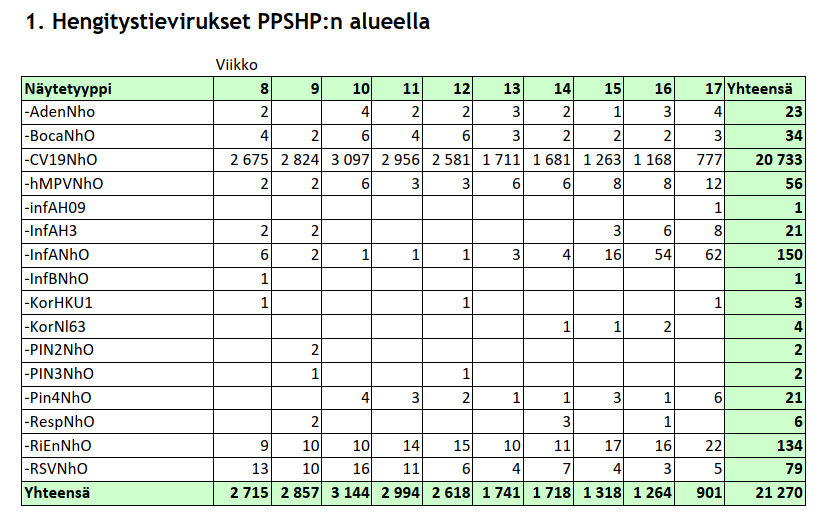 1. Hengitystievirukset PPSHP:n alueella
Viikko
Näytetyyppi 8 9 10 11 12 13 14 15 16 17 Yhteensä
-AdenNho 2 4 2 2 3 2 1 3 4 23
-BocaNhO 4 2 6 4 6 3 2 2 2 3 34
-CV19NhO 2 675 2 824 3 097 2 956 2 581 1 711 1 681 1 263 1 168 777 20 733
-hMPVNhO 2 2 6 3 3 6 6 8 8 12 56
-infAH09 1 1
-InfAH3 2 2 3 6 8 21
-InfANhO 6 2 1 1 1 3 4 16 54 62 150
-InfBNhO 1 1
-KorHKU1 1 1 1 3
-KorNl63 1 1 2 4
-PIN2NhO 2 2
-PIN3NhO 1 1 2
-Pin4NhO 4 3 2 1 1 3 1 6 21
-RespNhO 2 3 1 6
-RiEnNhO 9 10 10 14 15 10 11 17 16 22 134
-RSVNhO 13 10 16 11 6 4 7 4 3 5 79
Yhteensä 2 715 2 857 3 144 2 994 2 618 1 741 1 718 1 318 1 264 901 21 270